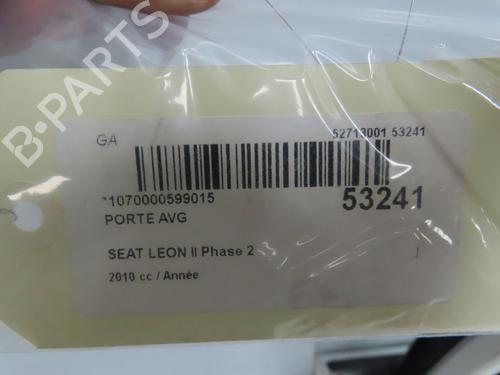 B-PARTS
GA
52713001 53241
*1070000599015
53241
PORTE AVG
SEAT LEON II Phase 2
2010 cc / Année